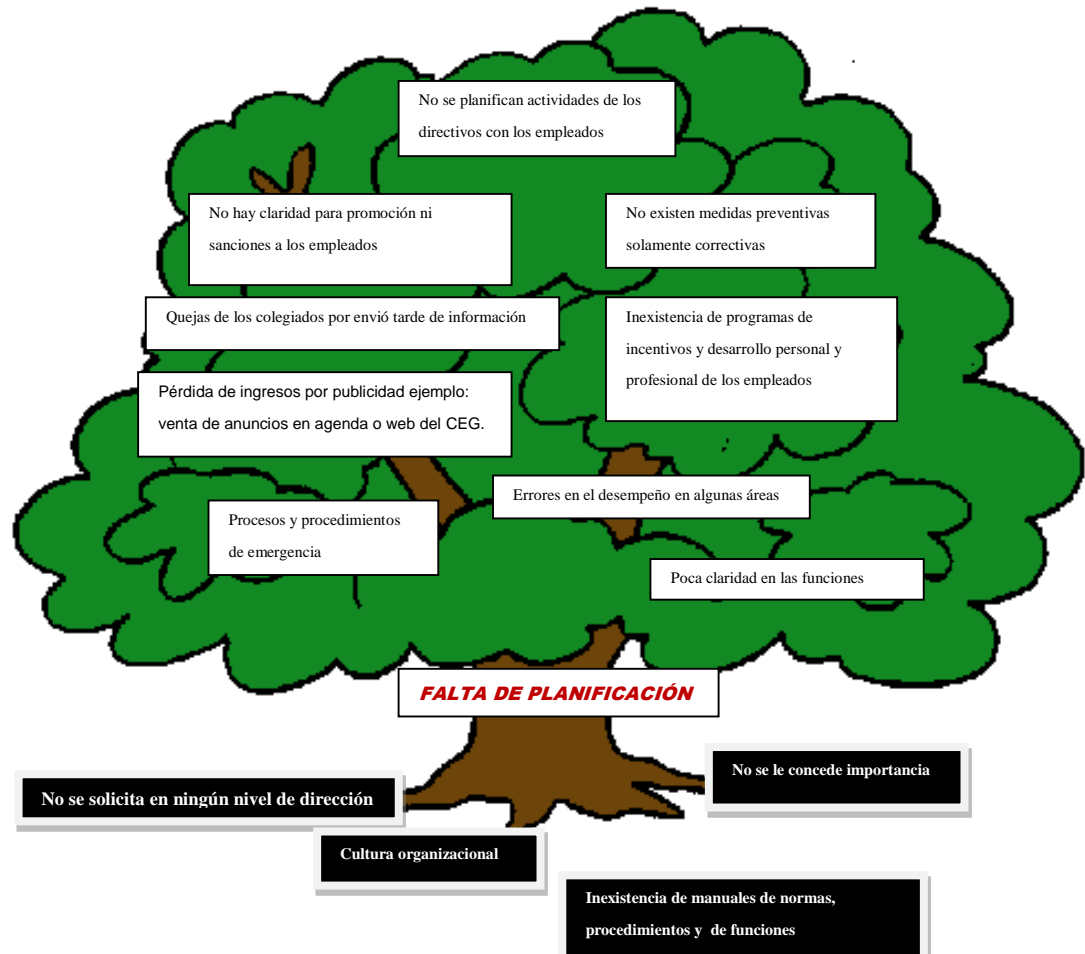 No se planifican actividades de los
directivos con los empleados
No hay claridad para promoción ni
sanciones a los empleados
No existen medidas preventivas
solamente correctivas
Quejas de los colegiados por envió tarde de información
Inexistencia de programas de
incentivos y desarrollo personal y
profesional de los empleados
Pérdida de ingresos por publicidad ejemplo:
venta de anuncios en agenda o web del CEG.
Errores en el desempeño en algunas áreas
Procesos y procedimientos
de emergencia
Poca claridad en las funciones
FALTA DE PLANIFICACIÓN
No se le concede importancia
No se solicita en ningún nivel de dirección
Cultura organizacional
Inexistencia de manuales de normas,
procedimientos y de funciones